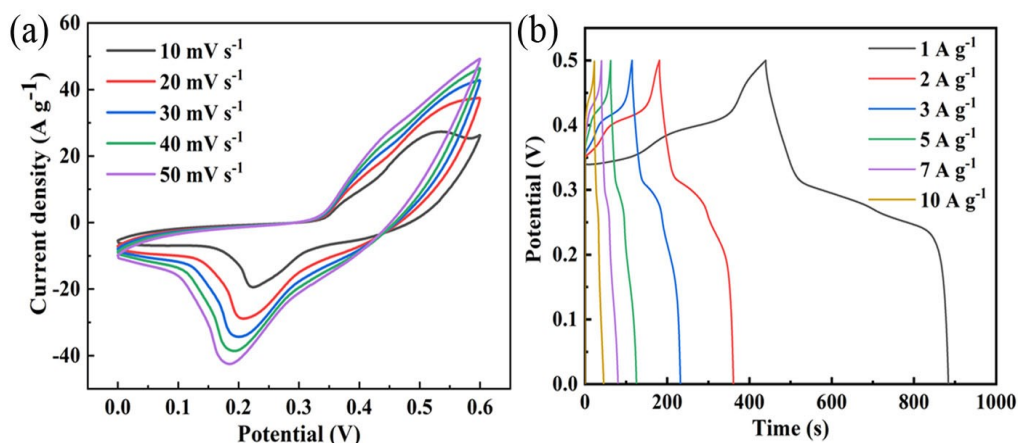 (a)
60
40
20
0
-20
-40
Current density (A g⁻¹)
10 mV s⁻¹
20 mV s⁻¹
30 mV s⁻¹
40 mV s⁻¹
50 mV s⁻¹
0.0 0.1 0.2 0.3 0.4 0.5 0.6
Potential (V)
(b)
0.5
0.4
0.3
0.2
0.1
0.0
Potential (V)
1 A g⁻¹
2 A g⁻¹
3 A g⁻¹
5 A g⁻¹
7 A g⁻¹
10 A g⁻¹
0 200 400 600 800 1000
Time (s)